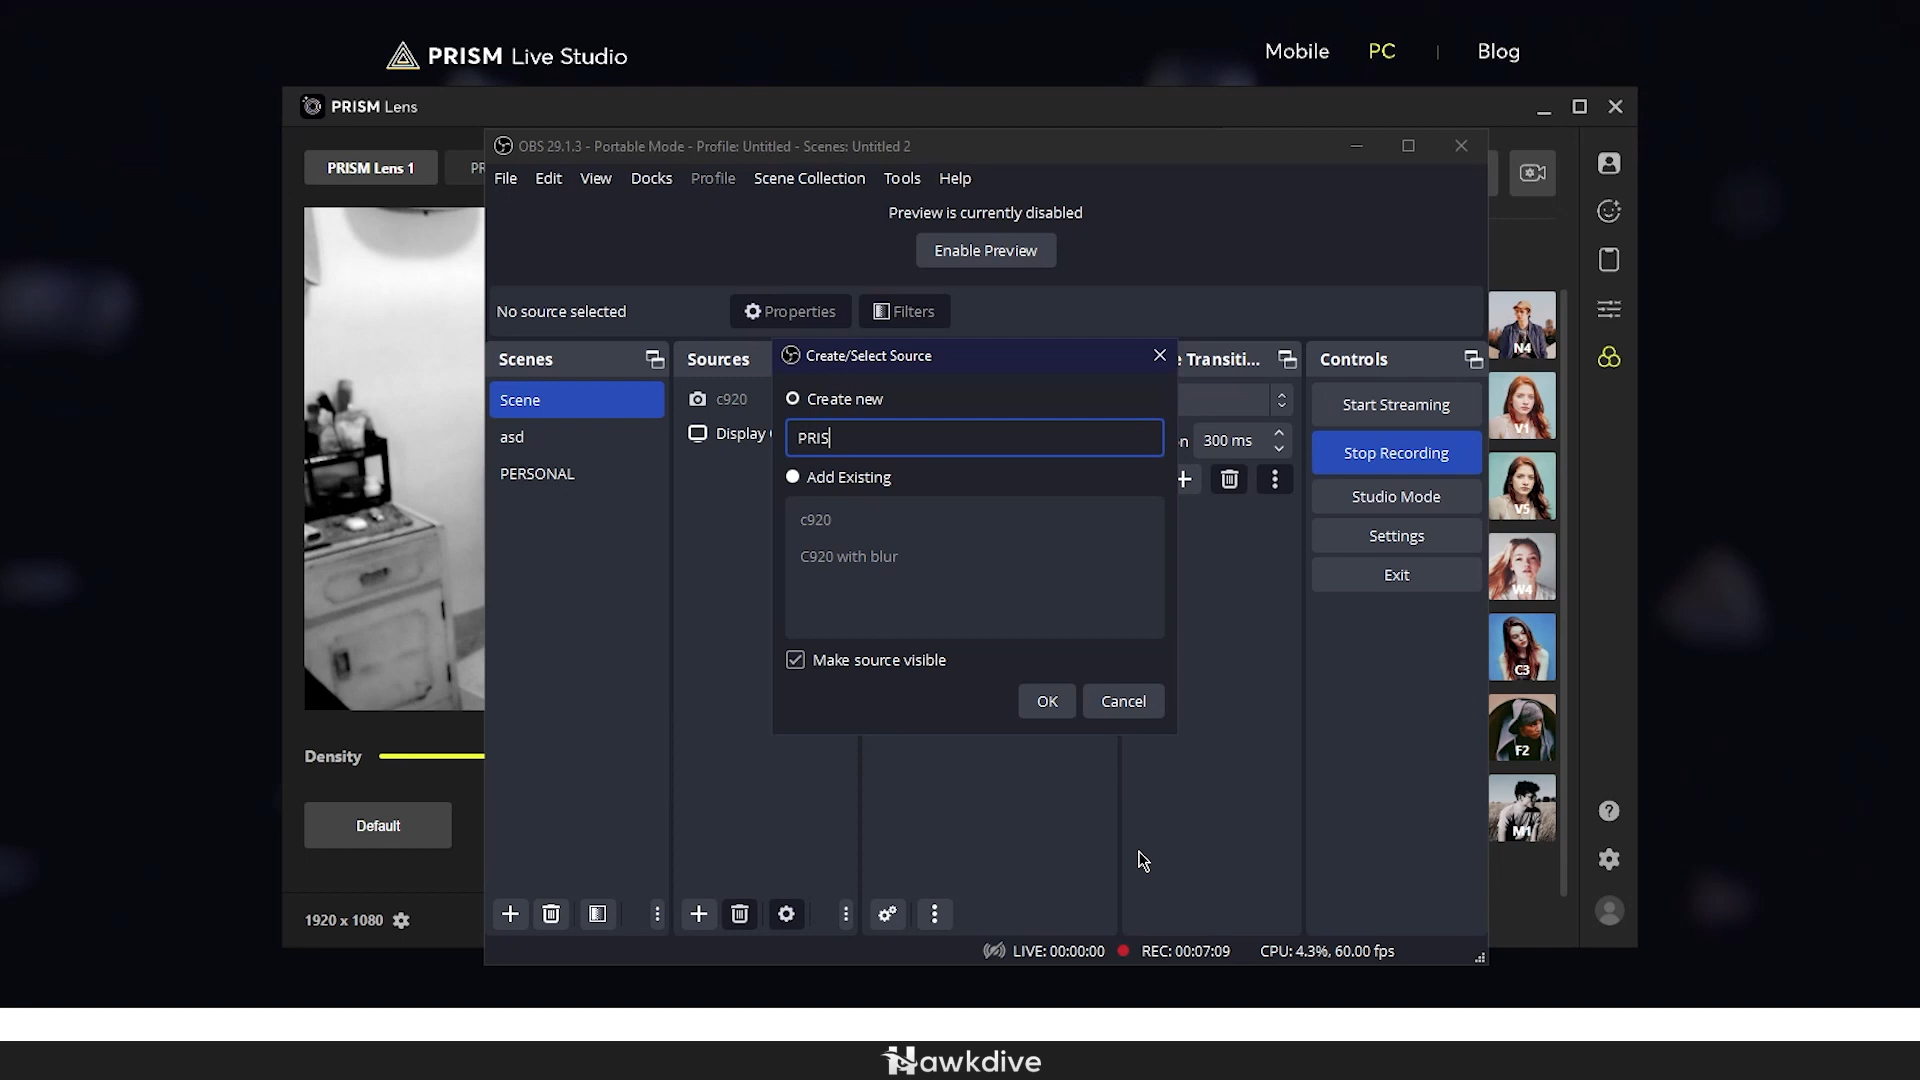 PRISM Live Studio
Mobile PC | Blog
PRISM Lens
PRISM Lens 1
PR
OBS 29.1.3 - Portable Mode - Profile: Untitled - Scenes: Untitled 2
File Edit View Docks Profile Scene Collection Tools Help
Preview is currently disabled
Enable Preview
No source selected
Properties
Filters
Scenes
Scene
asd
PERSONAL
Sources
c920
Display
Create/Select Source
Create new
PRIS
Add Existing
c920
C920 with blur
Make source visible
OK
Cancel
e Transiti...
n 300 ms
Controls
Start Streaming
Stop Recording
Studio Mode
Settings
Exit
N4
V1
V5
W4
C3
F2
M1
Density
Default
1920 x 1080
LIVE: 00:00:00 REC: 00:07:09 CPU: 4.3%, 60.00 fps
Hawkdive